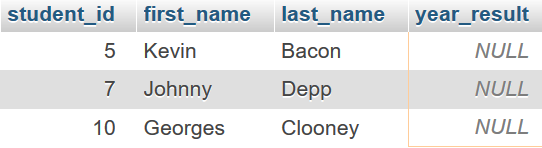 student_id first_name last_name year_result
5 Kevin Bacon NULL
7 Johnny Depp NULL
10 Georges Clooney NULL